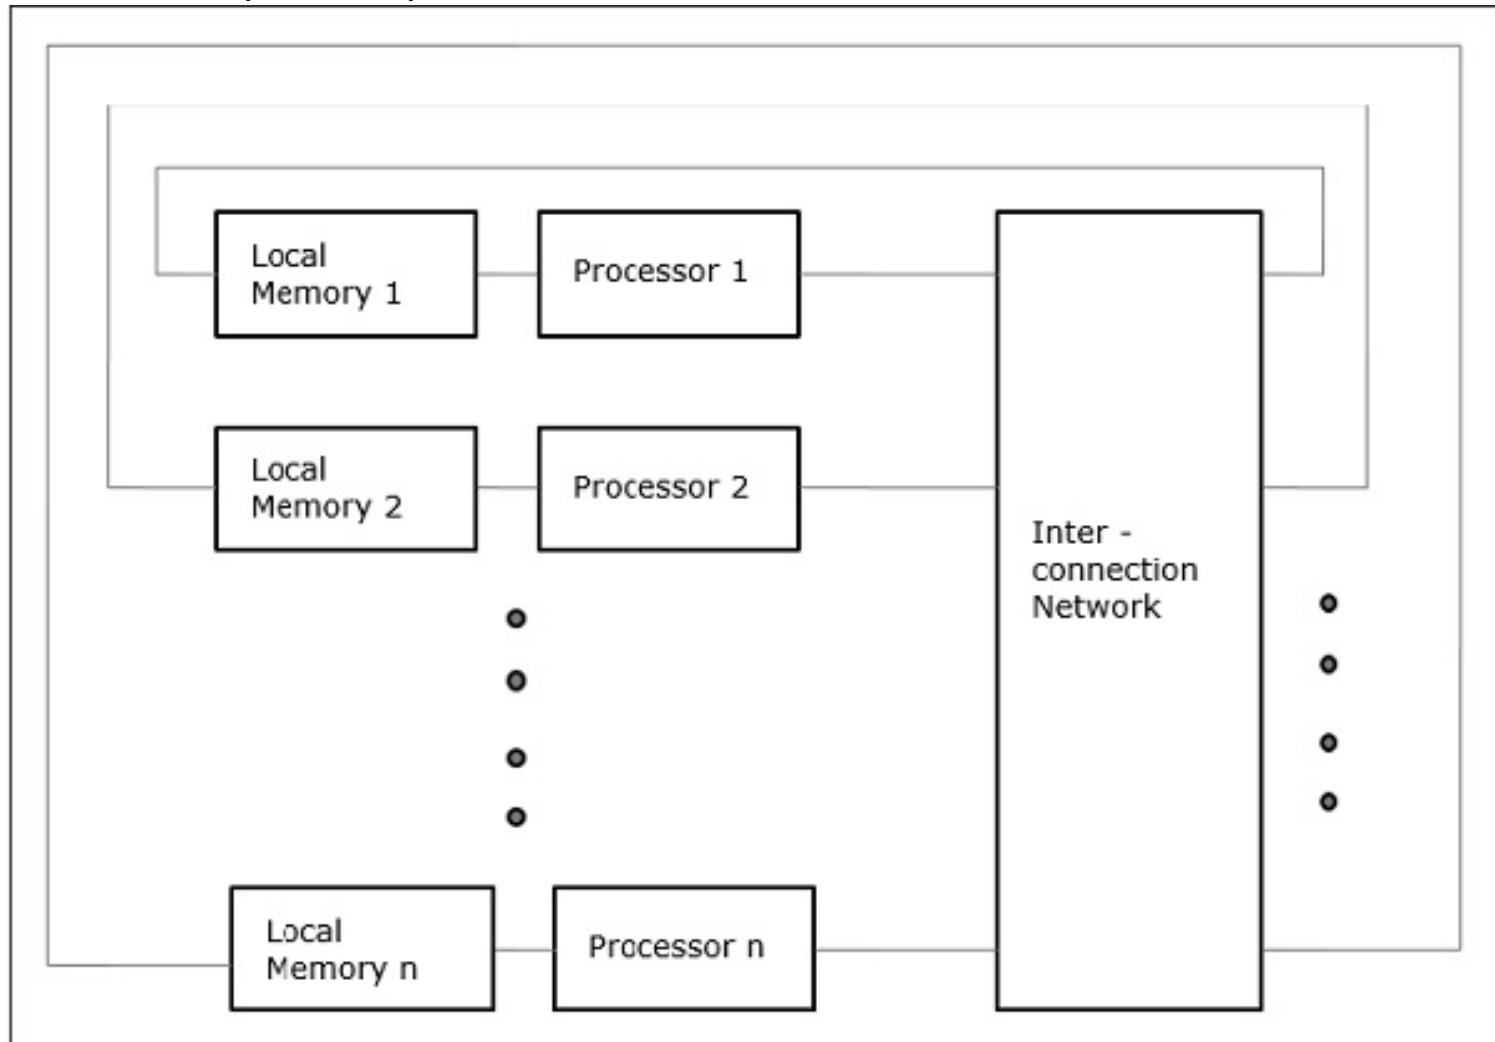 Local
Memory 1
Processor 1
Local
Memory 2
Processor 2
Inter -
connection
Network
Local
Memory n
Processor n